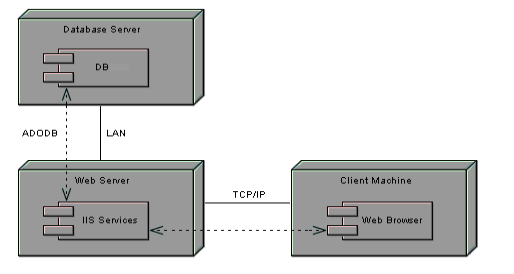 Database Server
DB
ADODB
LAN
Web Server
IIS Services
TCP/IP
Client Machine
Web Browser